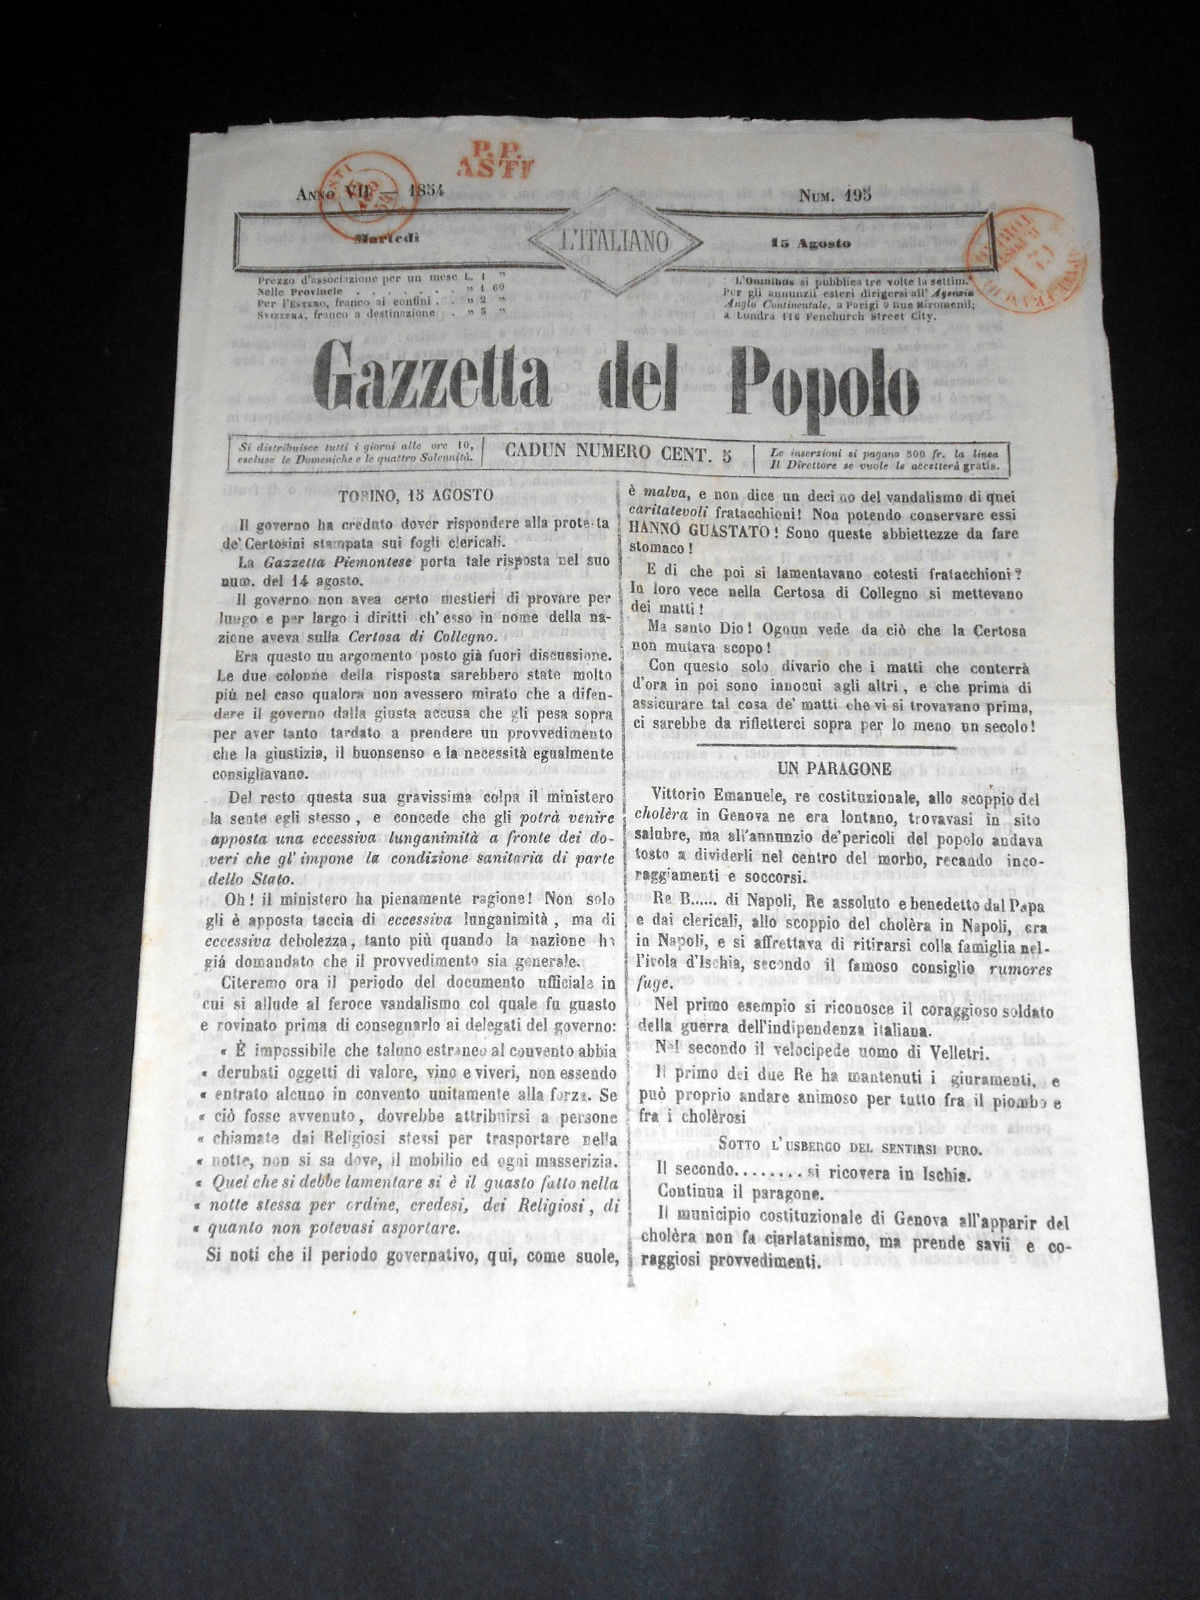 P. P.
ASTI
Anno VII — 1854
Num. 195
Martedì
L'ITALIANO
15 Agosto
Prezzo d'associazione per un mese L. 1 "
Nelle Provincie . . . . . . . . " 1 60
Per l'Estero, franco ai confini . . " 2 "
Svizzera, franco a destinazione . " 5 "
L'Omnibus si pubblica tre volte la settim.
Per gli annunzii esteri dirigersi all' Agenzia
Anglo Continentale, a Parigi 9 Rue Miromenil;
a Londra 116 Fenchurch Street City.
Gazzetta del Popolo
Si distribuisce tutti i giorni alle ore 10,
escluse le Domeniche e le quattro Solennità.
CADUN NUMERO CENT. 5
Le inserzioni si pagano 500 fr. la linea
Il Direttore se vuole le accetterà gratis.
TORINO, 15 AGOSTO
Il governo ha creduto dover rispondere alla protesta
de' Certosini stampata sui fogli clericali.
La Gazzetta Piemontese porta tale risposta nel suo
num. del 14 agosto.
Il governo non avea certo mestieri di provare per
lungo e per largo i diritti ch' esso in nome della na-
zione aveva sulla Certosa di Collegno.
Era questo un argomento posto già fuori discussione.
Le due colonne della risposta sarebbero state molto
più nel caso qualora non avessero mirato che a difen-
dere il governo dalla giusta accusa che gli pesa sopra
per aver tanto tardato a prendere un provvedimento
che la giustizia, il buonsenso e la necessità egualmente
consigliavano.
Del resto questa sua gravissima colpa il ministero
la sente egli stesso , e concede che gli potrà venire
apposta una eccessiva lunganimità a fronte dei do-
veri che gl' impone la condizione sanitaria di parte
dello Stato.
Oh! il ministero ha pienamente ragione! Non solo
gli è apposta taccia di eccessiva lunganimità , ma di
eccessiva debolezza, tanto più quando la nazione ha
già domandato che il provvedimento sia generale.
Citeremo ora il periodo del documento ufficiale in
cui si allude al feroce vandalismo col quale fu guasto
e rovinato prima di consegnarlo ai delegati del governo:
« È impossibile che taluno estraneo al convento abbia
« derubati oggetti di valore, vino e viveri, non essendo
« entrato alcuno in convento unitamente alla forza. Se
« ciò fosse avvenuto, dovrebbe attribuirsi a persone
« chiamate dai Religiosi stessi per trasportare nella
« notte, non si sa dove, il mobilio ed ogni masserizia.
« Quel che si debbe lamentare si è il guasto fatto nella
« notte stessa per ordine, credesi, dei Religiosi , di
« quanto non potevasi asportare.
Si noti che il periodo governativo, qui, come suole,
è malva, e non dice un decimo del vandalismo di quei
caritatevoli fratacchioni! Non potendo conservare essi
HANNO GUASTATO! Sono queste abbiettezze da fare
stomaco!
E di che poi si lamentavano cotesti fratacchioni?
In loro vece nella Certosa di Collegno si mettevano
dei matti!
Ma santo Dio! Ognun vede da ciò che la Certosa
non mutava scopo!
Con questo solo divario che i matti che conterrà
d'ora in poi sono innocui agli altri , e che prima di
assicurare tal cosa de' matti che vi si trovavano prima,
ci sarebbe da rifletterci sopra per lo meno un secolo!
UN PARAGONE
Vittorio Emanuele, re costituzionale, allo scoppio del
cholèra in Genova ne era lontano, trovavasi in sito
salubre, ma all'annunzio de'pericoli del popolo andava
tosto a dividerli nel centro del morbo, recando inco-
raggiamenti e soccorsi.
Re B...... di Napoli, Re assoluto e benedetto dal Papa
e dai clericali, allo scoppio del cholèra in Napoli, era
in Napoli, e si affrettava di ritirarsi colla famiglia nel-
l'isola d'Ischia, secondo il famoso consiglio rumores
fuge.
Nel primo esempio si riconosce il coraggioso soldato
della guerra dell'indipendenza italiana.
Nel secondo il velocipede uomo di Velletri.
Il primo dei due Re ha mantenuti i giuramenti, e
può proprio andare animoso per tutto fra il piombo e
fra i cholèrosi
Sotto l'usbergo del sentirsi puro.
Il secondo........si ricovera in Ischia.
Continua il paragone.
Il municipio costituzionale di Genova all'apparir del
cholèra non fa ciarlatanismo, ma prende savii e co-
raggiosi provvedimenti.